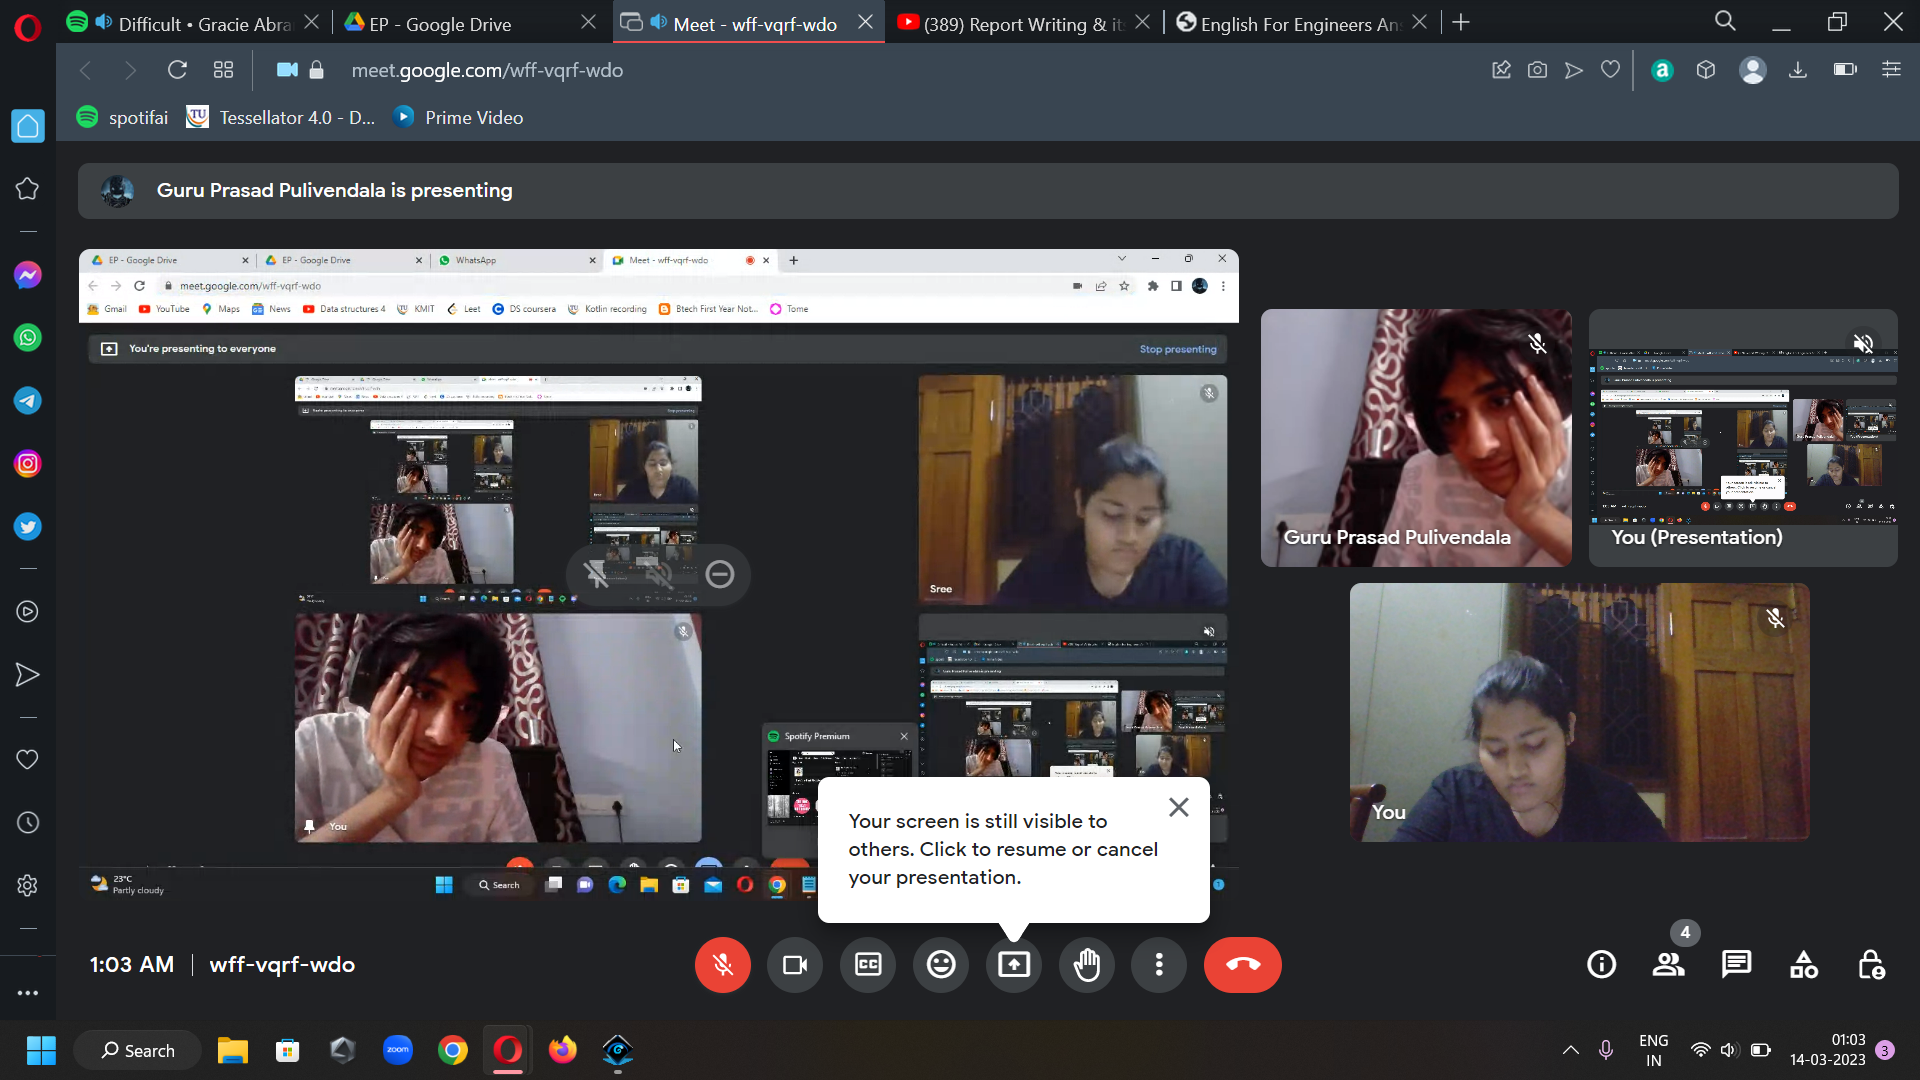 Difficult • Gracie Abra
EP - Google Drive
Meet - wff-vqrf-wdo
(389) Report Writing & it
English For Engineers An
meet.google.com/wff-vqrf-wdo
spotifai
Tessellator 4.0 - D...
Prime Video
Guru Prasad Pulivendala is presenting
EP - Google Drive
EP - Google Drive
WhatsApp
Meet - wff-vqrf-wdo
meet.google.com/wff-vqrf-wdo
Gmail
YouTube
Maps
News
Data structures 4
KMIT
Leet
DS coursera
Kotlin recording
Btech First Year Not...
Tome
You're presenting to everyone
Stop presenting
Sree
You
Spotify Premium
23°C
Partly cloudy
Search
Guru Prasad Pulivendala
You (Presentation)
You
Your screen is still visible to
others. Click to resume or cancel
your presentation.
1:03 AM
wff-vqrf-wdo
4
Search
zoom
ENG
IN
01:03
14-03-2023
3